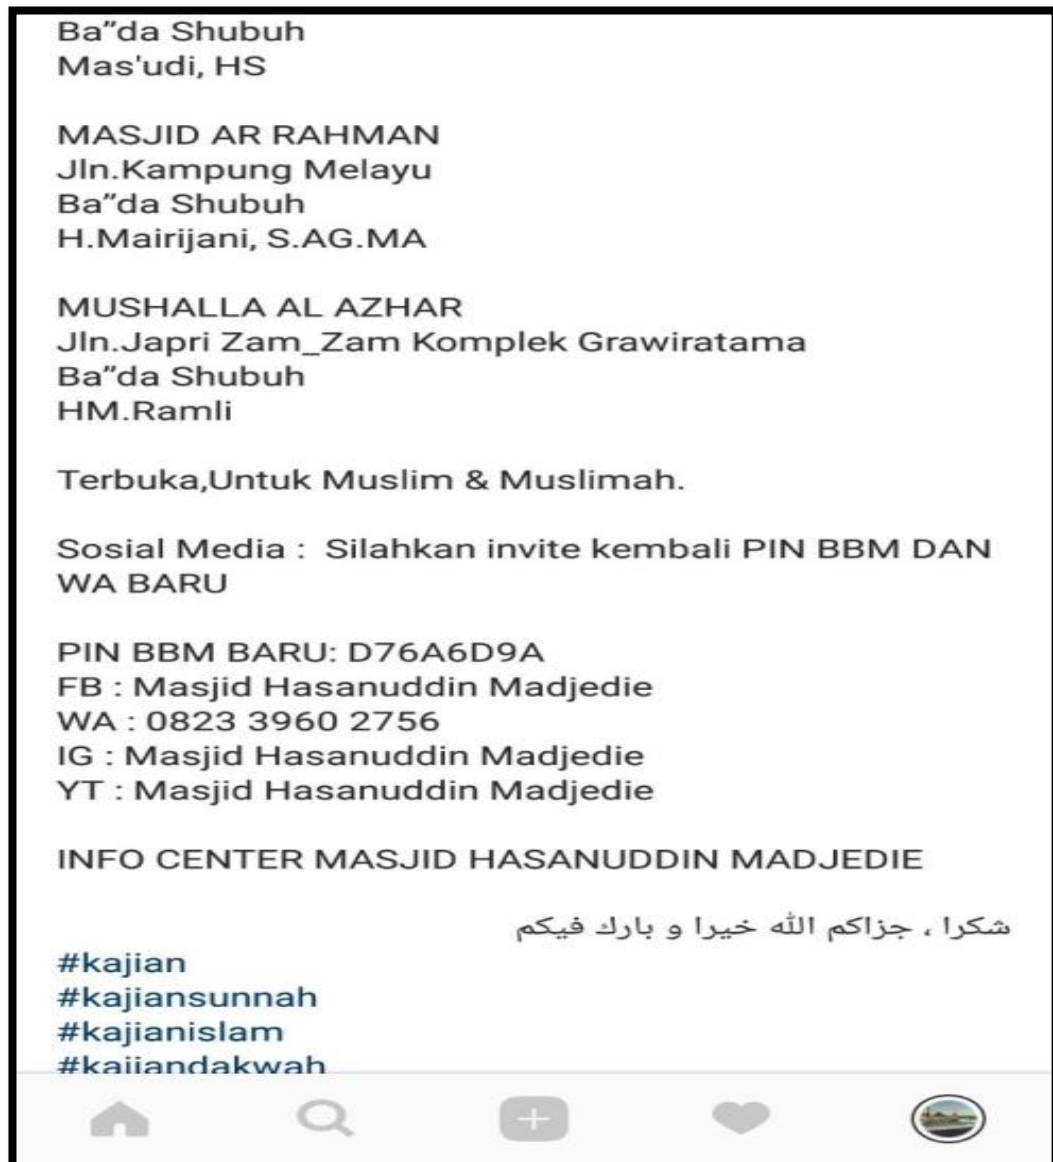 Ba”da Shubuh
Mas'udi, HS
MASJID AR RAHMAN
Jln.Kampung Melayu
Ba”da Shubuh
H.Mairijani, S.AG.MA
MUSHALLA AL AZHAR
Jln.Japri Zam_Zam Komplek Grawiratama
Ba”da Shubuh
HM.Ramli
Terbuka,Untuk Muslim & Muslimah.
Sosial Media :  Silahkan invite kembali PIN BBM DAN
WA BARU
PIN BBM BARU: D76A6D9A
FB : Masjid Hasanuddin Madjedie
WA : 0823 3960 2756
IG : Masjid Hasanuddin Madjedie
YT : Masjid Hasanuddin Madjedie
INFO CENTER MASJID HASANUDDIN MADJEDIE
شكرا ، جزاكم الله خيرا و بارك فيكم
#kajian
#kajiansunnah
#kajianislam
#kajiandakwah